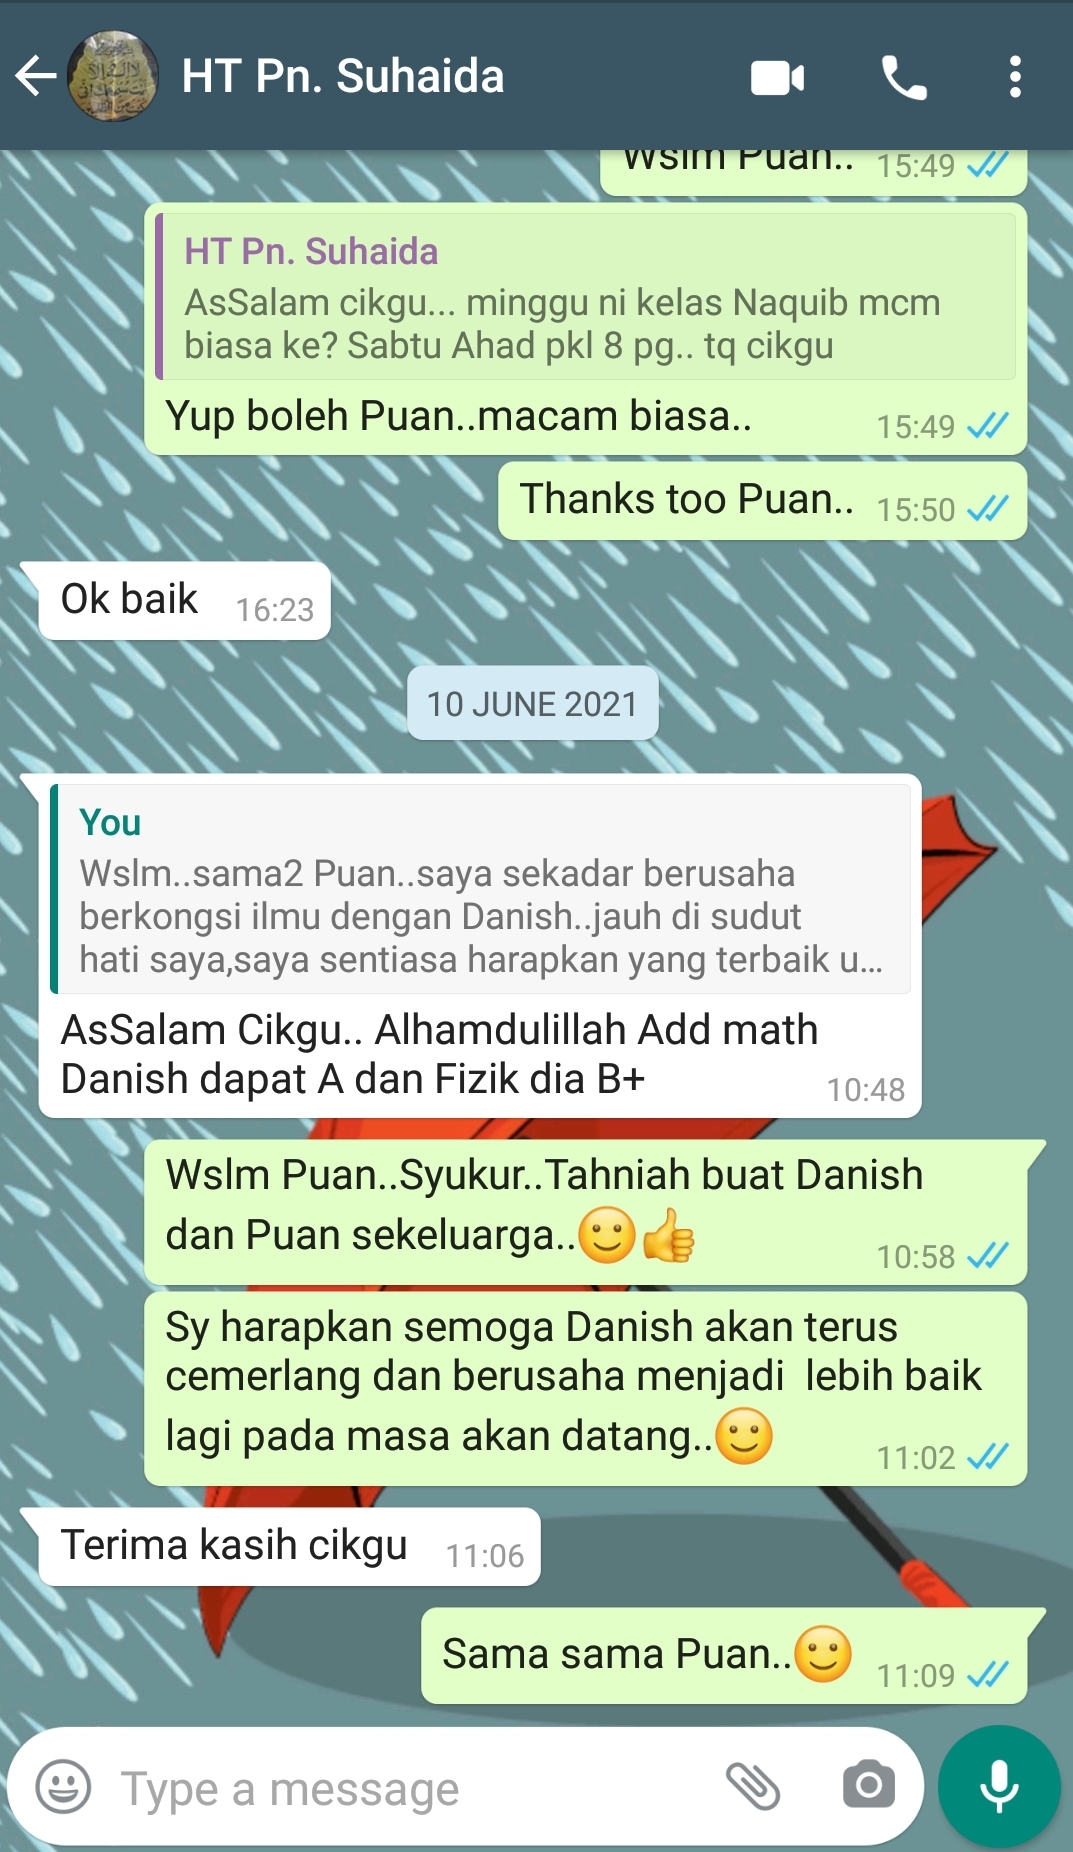 HT Pn. Suhaida
Wslm Puan.. 15:49
HT Pn. Suhaida
AsSalam cikgu... minggu ni kelas Naquib mcm
biasa ke? Sabtu Ahad pkl 8 pg.. tq cikgu
Yup boleh Puan..macam biasa.. 15:49
Thanks too Puan.. 15:50
Ok baik 16:23
10 JUNE 2021
You
Wslm..sama2 Puan..saya sekadar berusaha
berkongsi ilmu dengan Danish..jauh di sudut
hati saya,saya sentiasa harapkan yang terbaik u...
AsSalam Cikgu.. Alhamdulillah Add math
Danish dapat A dan Fizik dia B+ 10:48
Wslm Puan..Syukur..Tahniah buat Danish
dan Puan sekeluarga..🙂👍 10:58
Sy harapkan semoga Danish akan terus
cemerlang dan berusaha menjadi  lebih baik
lagi pada masa akan datang..🙂 11:02
Terima kasih cikgu 11:06
Sama sama Puan..🙂 11:09
Type a message